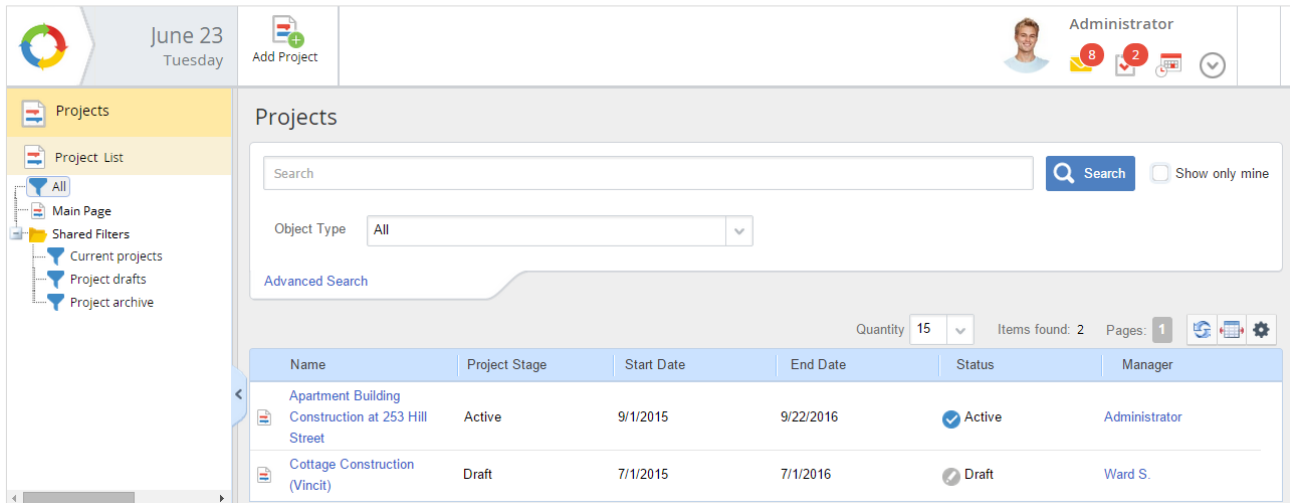 June 23
Tuesday
Add Project
Administrator
8
2
Projects
Project List
All
Main Page
Shared Filters
Current projects
Project drafts
Project archive
Projects
Search
Search
Show only mine
Object Type
All
Advanced Search
Quantity 15 Items found: 2 Pages: 1
Name Project Stage Start Date End Date Status Manager
Apartment Building
Construction at 253 Hill
Street
Active 9/1/2015 9/22/2016 Active Administrator
Cottage Construction
(Vincit)
Draft 7/1/2015 7/1/2016 Draft Ward S.